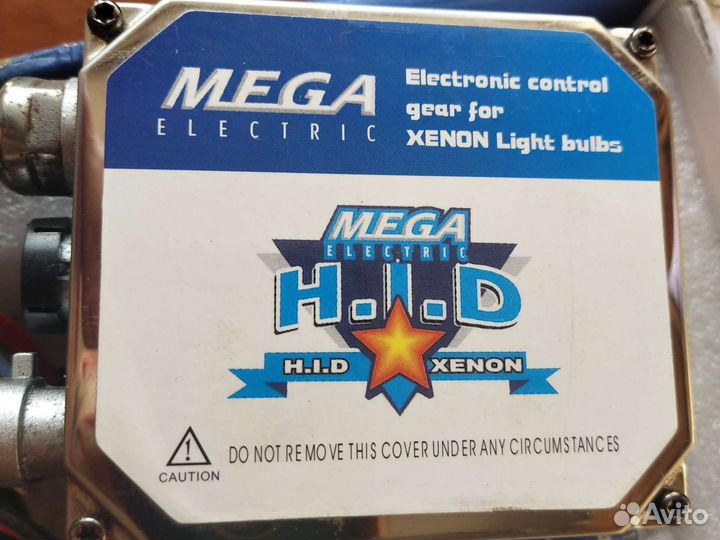 MEGA
ELECTRIC
Electronic control
gear for
XENON Light bulbs
MEGA
ELECTRIC
H.I.D
H.I.D XENON
! CAUTION
DO NOT REMOVE THIS COVER UNDER ANY CIRCUMSTANCES
Avito